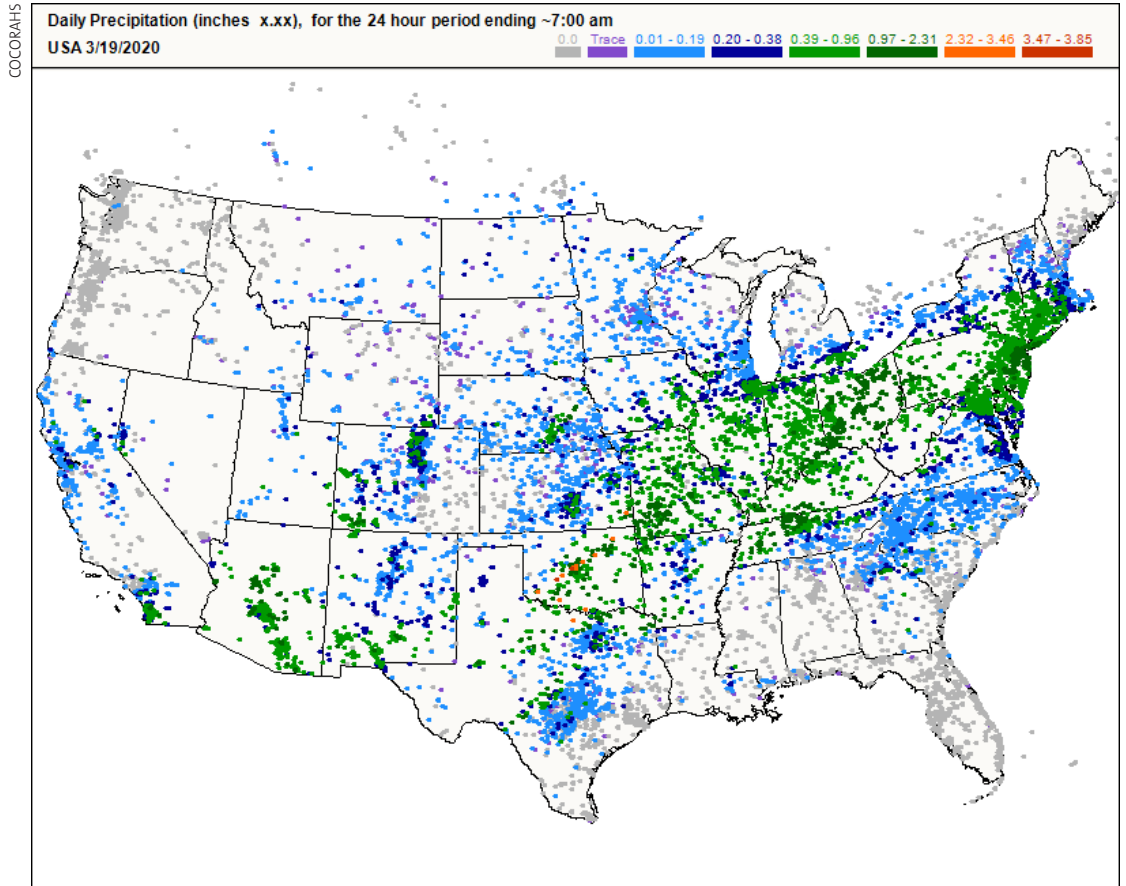 COCORAHS
Daily Precipitation (inches x.xx), for the 24 hour period ending ~7:00 am
USA 3/19/2020
0.0 Trace 0.01 - 0.19 0.20 - 0.38 0.39 - 0.96 0.97 - 2.31 2.32 - 3.46 3.47 - 3.85